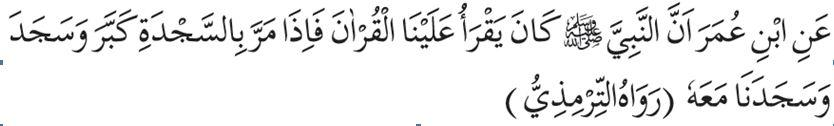 عَنِ ابْنِ عُمَرَ اَنَّ النَّبِيَّ ﷺ كَانَ يَقْرَأُ عَلَيْنَا الْقُرْاٰنَ فَاِذَا مَرَّ بِالسَّجْدَةِ كَبَّرَ وَسَجَدَ
وَسَجَدَنَا مَعَهٗ (رَوَاهُ التِّرْمِذِيُّ)